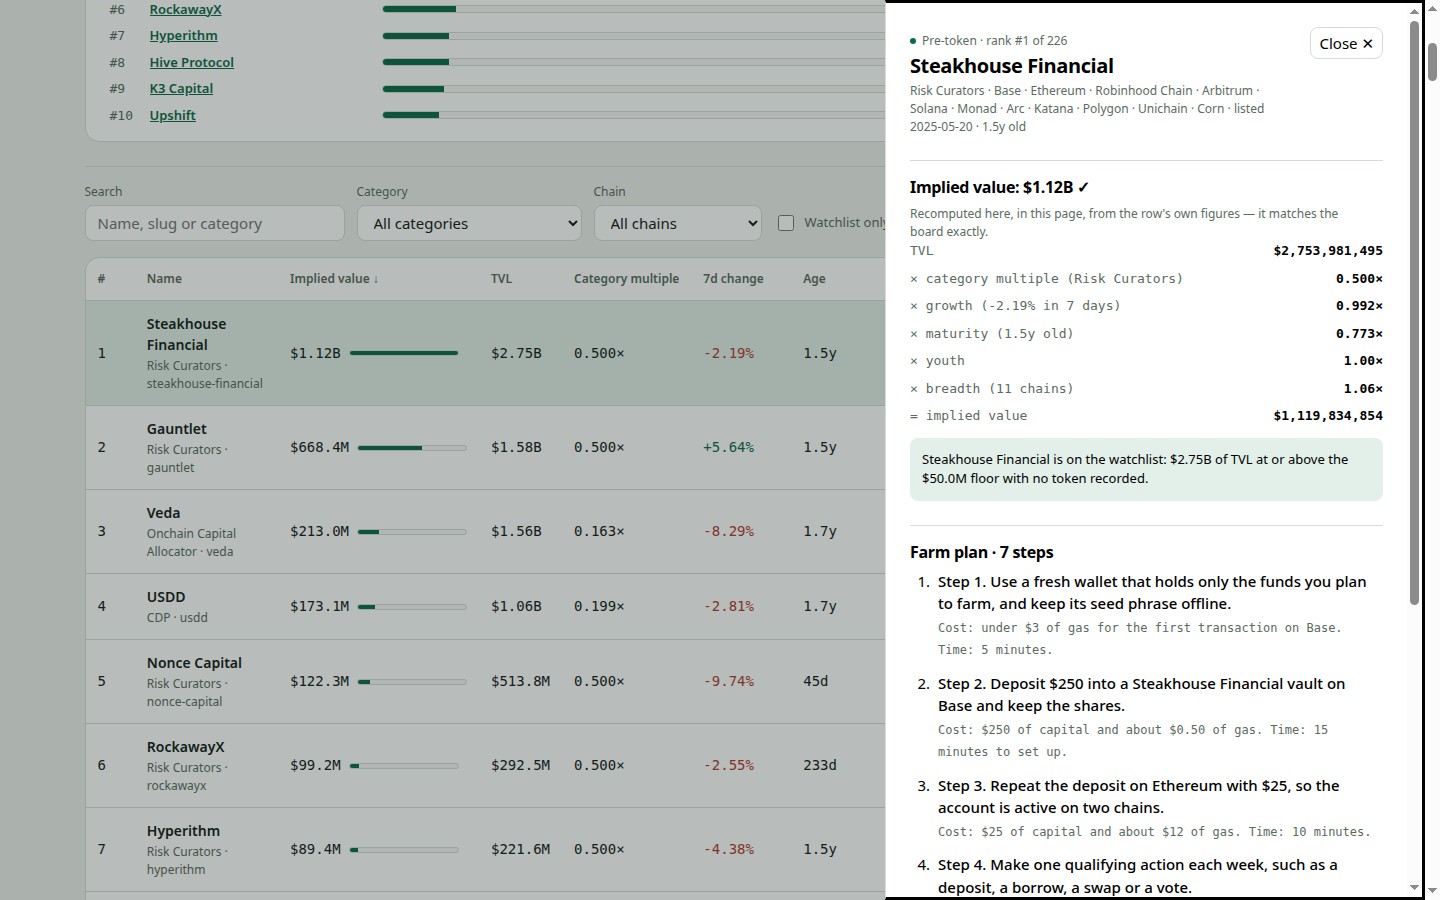 #6 RockawayX
#7 Hyperithm
#8 Hive Protocol
#9 K3 Capital
#10 Upshift
Search
Category
Chain
Name, slug or category
All categories
All chains
Watchlist only
# Name Implied value ↓ TVL Category multiple 7d change Age
1 Steakhouse Financial $1.12B $2.75B 0.500× -2.19% 1.5y
Risk Curators · steakhouse-financial
2 Gauntlet $668.4M $1.58B 0.500× +5.64% 1.5y
Risk Curators · gauntlet
3 Veda $213.0M $1.56B 0.163× -8.29% 1.7y
Onchain Capital Allocator · veda
4 USDD $173.1M $1.06B 0.199× -2.81% 1.7y
CDP · usdd
5 Nonce Capital $122.3M $513.8M 0.500× -9.74% 45d
Risk Curators · nonce-capital
6 RockawayX $99.2M $292.5M 0.500× -2.55% 233d
Risk Curators · rockawayx
7 Hyperithm $89.4M $221.6M 0.500× -4.38% 1.5y
Risk Curators · hyperithm
Pre-token · rank #1 of 226
Close ✕
Steakhouse Financial
Risk Curators · Base · Ethereum · Robinhood Chain · Arbitrum ·
Solana · Monad · Arc · Katana · Polygon · Unichain · Corn · listed
2025-05-20 · 1.5y old
Implied value: $1.12B ✓
Recomputed here, in this page, from the row's own figures — it matches the
board exactly.
TVL $2,753,981,495
× category multiple (Risk Curators) 0.500×
× growth (-2.19% in 7 days) 0.992×
× maturity (1.5y old) 0.773×
× youth 1.00×
× breadth (11 chains) 1.06×
= implied value $1,119,834,854
Steakhouse Financial is on the watchlist: $2.75B of TVL at or above the
$50.0M floor with no token recorded.
Farm plan · 7 steps
1. Step 1. Use a fresh wallet that holds only the funds you plan
to farm, and keep its seed phrase offline.
Cost: under $3 of gas for the first transaction on Base.
Time: 5 minutes.
2. Step 2. Deposit $250 into a Steakhouse Financial vault on
Base and keep the shares.
Cost: $250 of capital and about $0.50 of gas. Time: 15
minutes to set up.
3. Step 3. Repeat the deposit on Ethereum with $25, so the
account is active on two chains.
Cost: $25 of capital and about $12 of gas. Time: 10 minutes.
4. Step 4. Make one qualifying action each week, such as a
deposit, a borrow, a swap or a vote.